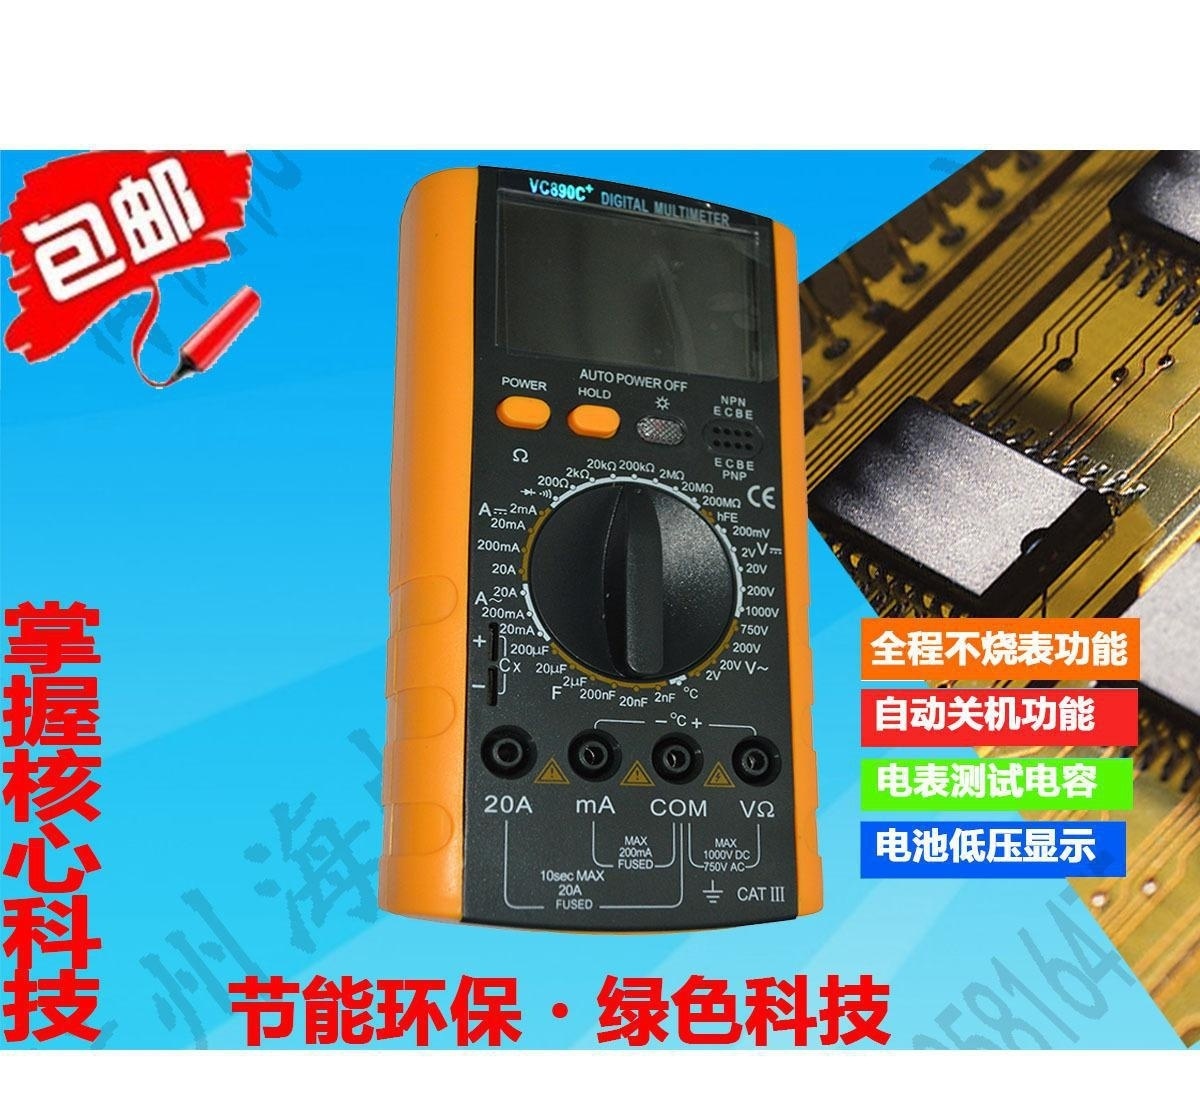 包邮
VC890C+ DIGITAL MULTIMETER
POWER
AUTO POWER OFF
HOLD
NPN
ECBE
ECBE
PNP
CE
Ω
200Ω
2kΩ
20kΩ
200kΩ
2MΩ
20MΩ
200MΩ
hFE
200mV
2V
V⎓
20V
200V
1000V
750V
200V
20V
V~
2V
°C
2nF
20nF
200nF
2μF
20μF
200μF
F
A⎓
2mA
20mA
200mA
20A
20A
A~
200mA
20mA
+
Cx
−
− °C +
20A
mA
COM
VΩ
MAX
200mA
FUSED
MAX
1000V DC
750V AC
10sec MAX
20A
FUSED
CAT III
全程不烧表功能
自动关机功能
电表测试电容
电池低压显示
掌握核心科技
节能环保·绿色科技